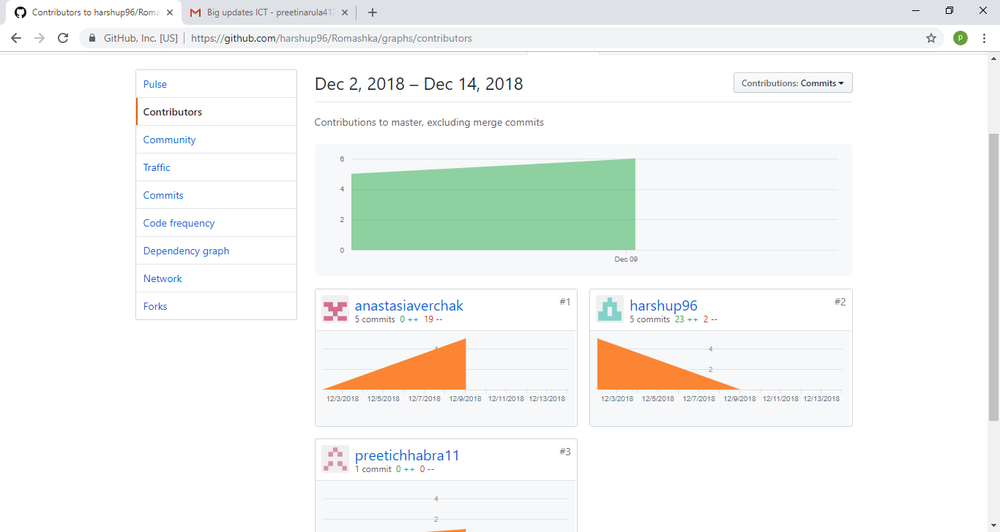 Contributors to harshup96/Roma
Big updates ICT - preetinarula412
GitHub, Inc. [US]
https://github.com/harshup96/Romashka/graphs/contributors
P
Pulse
Contributors
Community
Traffic
Commits
Code frequency
Dependency graph
Network
Forks
Dec 2, 2018 – Dec 14, 2018
Contributions: Commits
Contributions to master, excluding merge commits
6
4
2
0
Dec 09
anastasiaverchak
#1
5 commits 0 ++ 19 --
12/3/2018 12/5/2018 12/7/2018 12/9/2018 12/11/2018 12/13/2018
harshup96
#2
5 commits 23 ++ 2 --
4
2
12/3/2018 12/5/2018 12/7/2018 12/9/2018 12/11/2018 12/13/2018
preetichhabra11
#3
1 commit 0 ++ 0 --
4
2